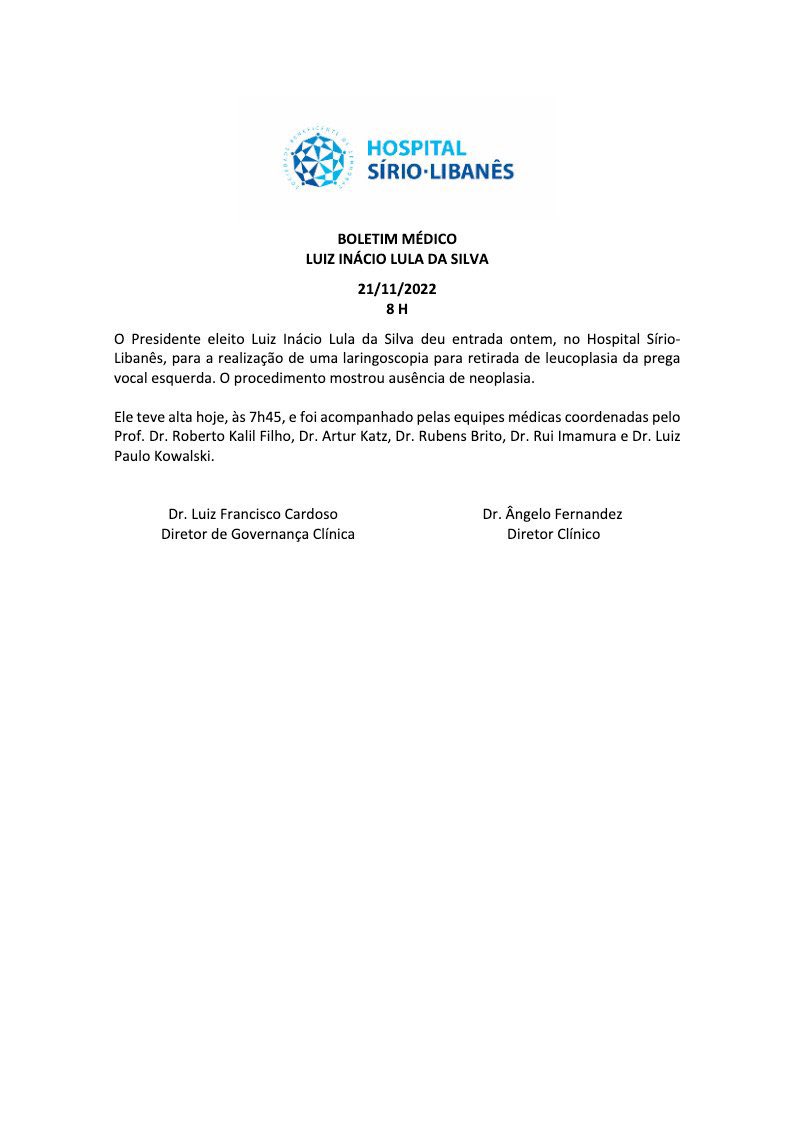 SOCIEDADE BENEFICENTE DE SENHORAS
HOSPITAL
SÍRIO·LIBANÊS
BOLETIM MÉDICO
LUIZ INÁCIO LULA DA SILVA
21/11/2022
8 H
O Presidente eleito Luiz Inácio Lula da Silva deu entrada ontem, no Hospital Sírio-
Libanês, para a realização de uma laringoscopia para retirada de leucoplasia da prega
vocal esquerda. O procedimento mostrou ausência de neoplasia.
Ele teve alta hoje, às 7h45, e foi acompanhado pelas equipes médicas coordenadas pelo
Prof. Dr. Roberto Kalil Filho, Dr. Artur Katz, Dr. Rubens Brito, Dr. Rui Imamura e Dr. Luiz
Paulo Kowalski.
Dr. Luiz Francisco Cardoso
Diretor de Governança Clínica
Dr. Ângelo Fernandez
Diretor Clínico